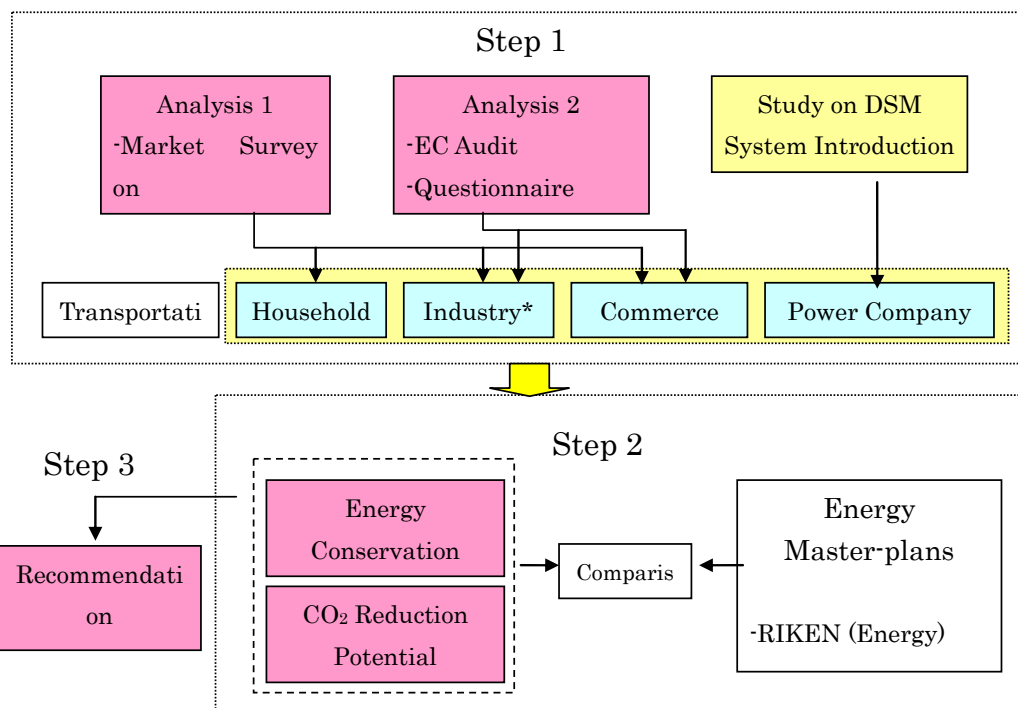 Step 1
Analysis 1
-Market Survey
on
Analysis 2
-EC Audit
-Questionnaire
Study on DSM
System Introduction
Transportati
Household
Industry*
Commerce
Power Company
Step 2
Step 3
Energy
Conservation
CO₂ Reduction
Potential
Comparis
Energy
Master-plans
-RIKEN (Energy)
Recommendati
on